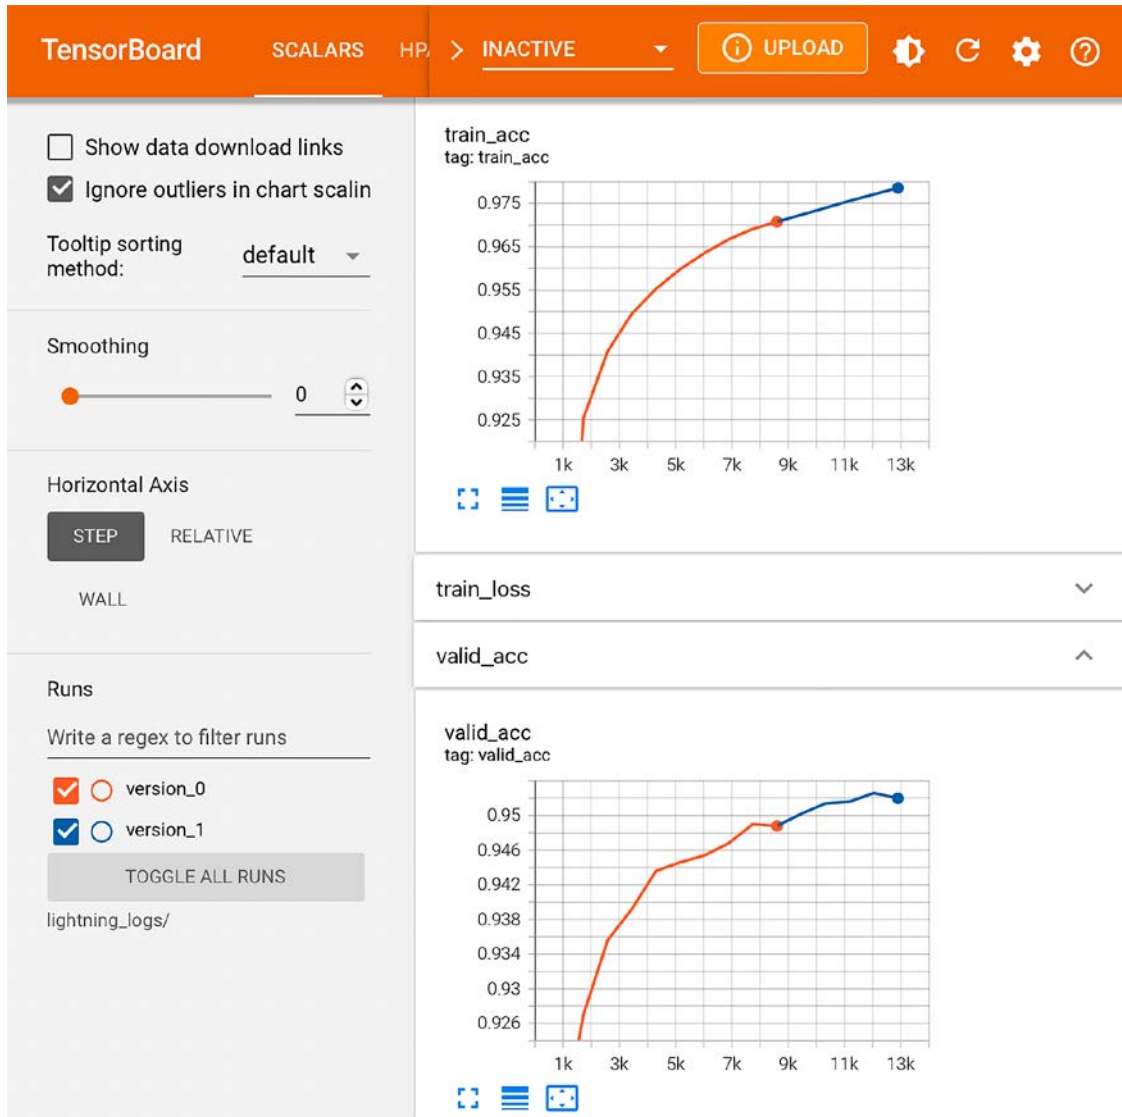 TensorBoard
SCALARS
HPA
INACTIVE
UPLOAD
Show data download links
Ignore outliers in chart scalin
Tooltip sorting
method:
default
Smoothing
0
Horizontal Axis
STEP
RELATIVE
WALL
Runs
Write a regex to filter runs
version_0
version_1
TOGGLE ALL RUNS
lightning_logs/
train_acc
tag: train_acc
0.975
0.965
0.955
0.945
0.935
0.925
1k 3k 5k 7k 9k 11k 13k
train_loss
valid_acc
valid_acc
tag: valid_acc
0.95
0.946
0.942
0.938
0.934
0.93
0.926
1k 3k 5k 7k 9k 11k 13k